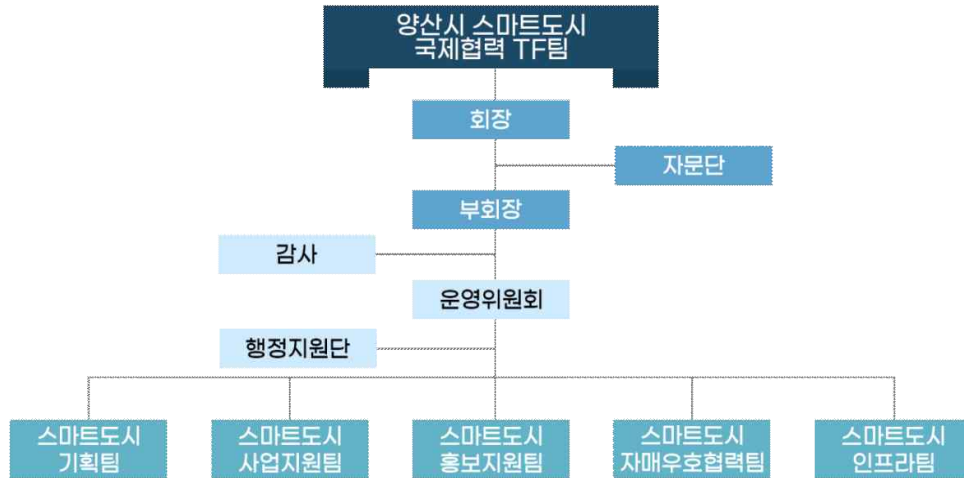 양산시 스마트도시
국제협력 TF팀
회장
자문단
부회장
감사
운영위원회
행정지원단
스마트도시
기획팀
스마트도시
사업지원팀
스마트도시
홍보지원팀
스마트도시
자매우호협력팀
스마트도시
인프라팀